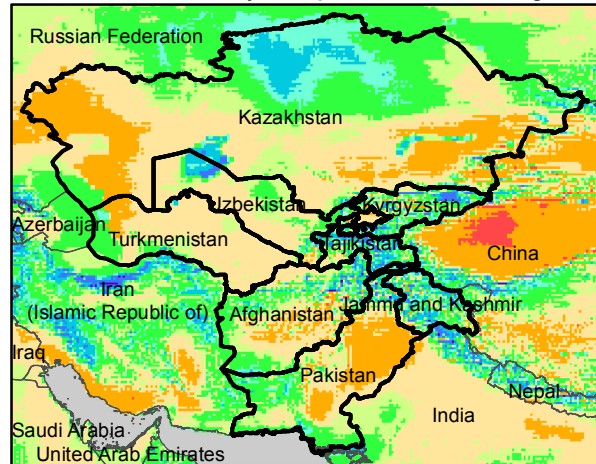 Russian Federation
Kazakhstan
Uzbekistan
Kyrgyzstan
Azerbaijan
Turkmenistan
Tajikistan
China
Iran
(Islamic Republic of)
Afghanistan
Jammu and Kashmir
Iraq
Pakistan
Nepal
India
Saudi Arabia
United Arab Emirates